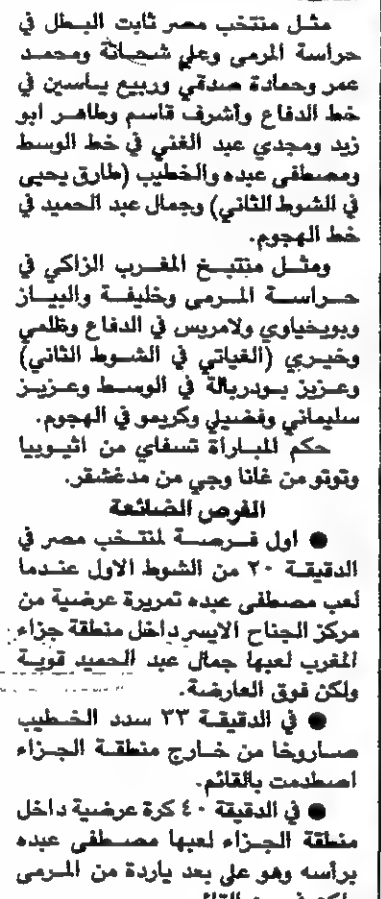 مثل منتخب مصر ثابت البطل في
حراسة المرمى وعلي شحاتة ومحمد
عمر وحمادة صدقي وربيع ياسين في
خط الدفاع وأشرف قاسم وطاهر ابو
زيد ومجدي عبد الغني في خط الوسط
ومصطفى عبده والخطيب (طارق يحيى
في الشوط الثاني) وجمال عبد الحميد في
خط الهجوم.
ومثل منتبخ المغرب الزاكي في
حراسة المرمى وخليفة والبياز
وبويحياوي ولامريس في الدفاع وظلمي
وخيري (الغياتي في الشوط الثاني)
وعزيز بودربالة في الوسط وعزيز
سليماني وفضيلي وكريمو في الهجوم.
حكم المباراة تسفاي من اثيوبيا
وتوتو من غانا وجي من مدغشقر.
الفرص الضائعة
● اول فرصة لمنتخب مصر في
الدقيقة ٢٠ من الشوط الاول عندما
لعب مصطفى عبده تمريرة عرضية من
مركز الجناح الايسر داخل منطقة جزاء
المغرب لعبها جمال عبد الحميد قوية
ولكن فوق العارضة.
● في الدقيقة ٣٣ سدد الخطيب
صاروخا من خارج منطقة الجزاء
اصطدمت بالقائم.
● في الدقيقة ٤٠ كرة عرضية داخل
منطقة الجزاء لعبها مصطفى عبده
برأسه وهو على بعد ياردة من المرمى